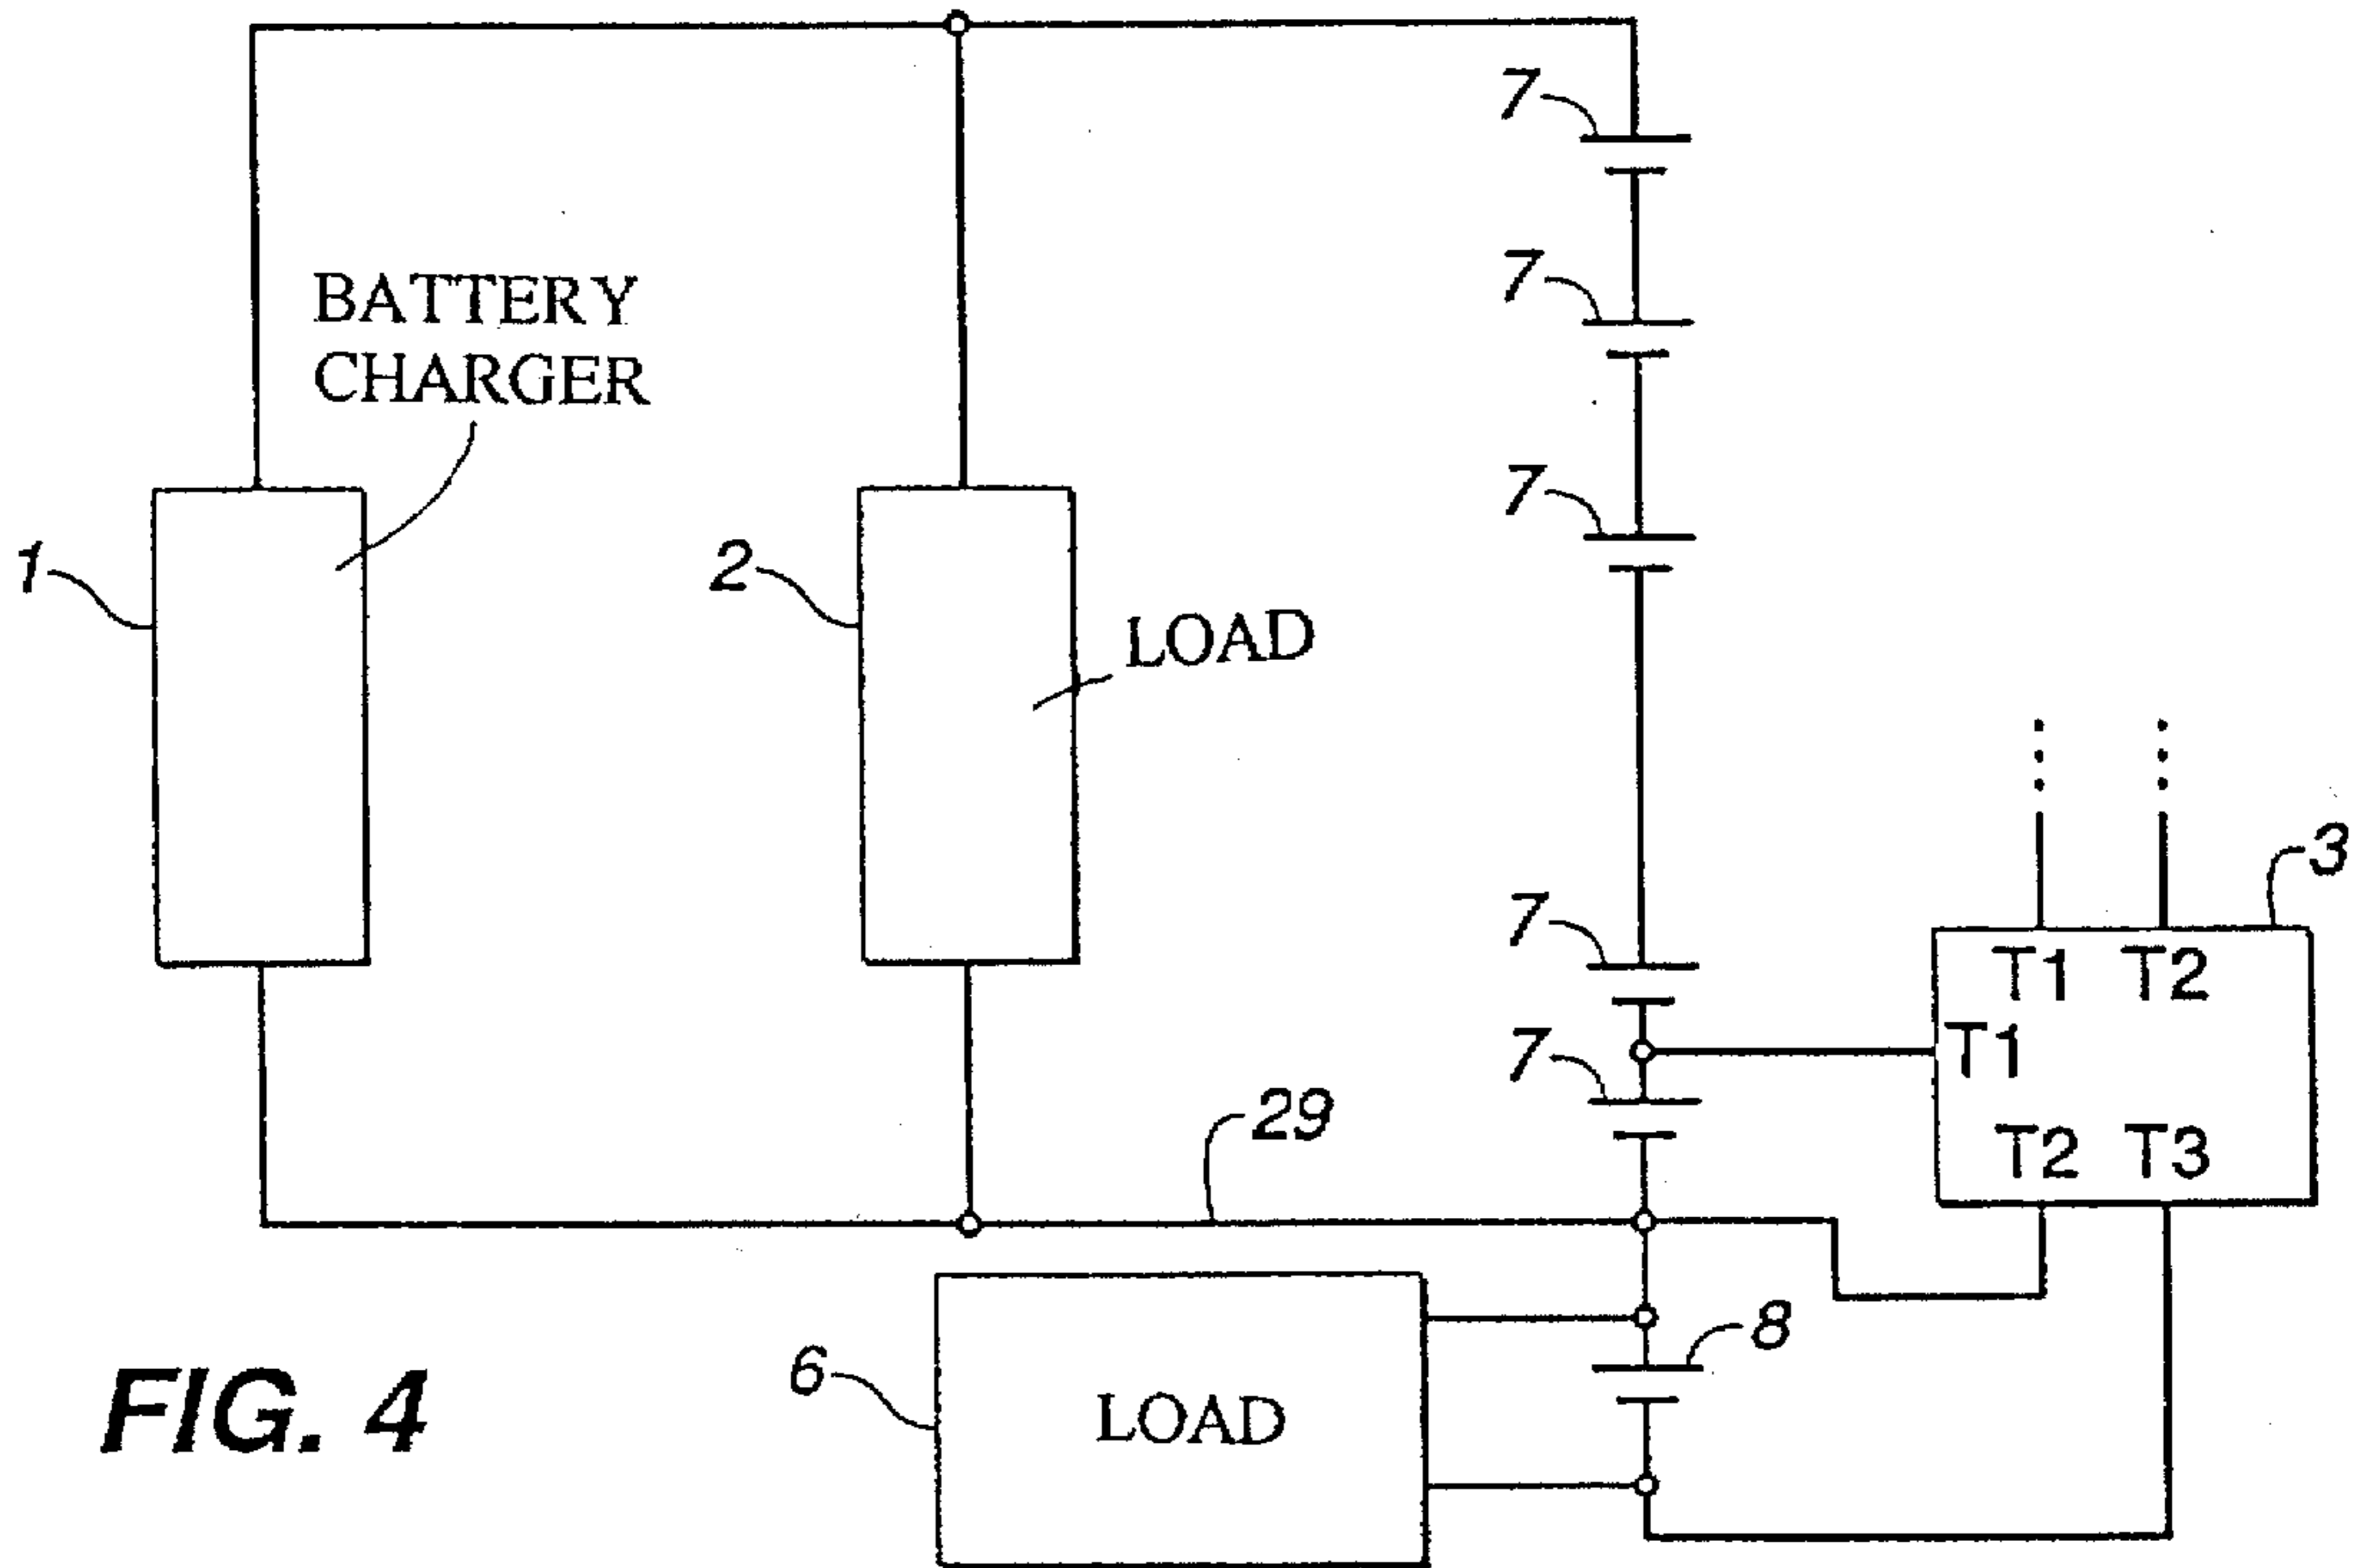 7
BATTERY
CHARGER
7
7
1
2
LOAD
3
7
T1 T2
T1
7
29
T2 T3
8
6
LOAD
FIG. 4